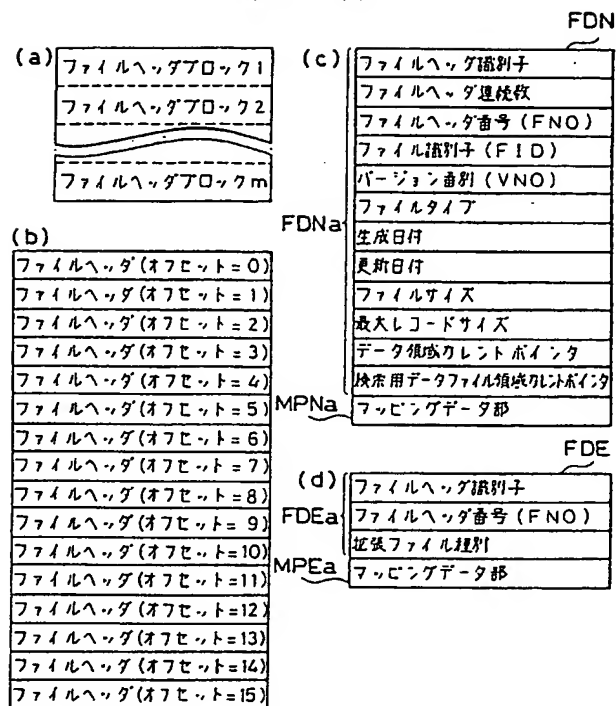 (a)
ファイルヘッダブロック1
ファイルヘッダブロック2
ファイルヘッダブロックm
(b)
ファイルヘッダ(オフセット=0)
ファイルヘッダ(オフセット=1)
ファイルヘッダ(オフセット=2)
ファイルヘッダ(オフセット=3)
ファイルヘッダ(オフセット=4)
ファイルヘッダ(オフセット=5)
ファイルヘッダ(オフセット=6)
ファイルヘッダ(オフセット=7)
ファイルヘッダ(オフセット=8)
ファイルヘッダ(オフセット=9)
ファイルヘッダ(オフセット=10)
ファイルヘッダ(オフセット=11)
ファイルヘッダ(オフセット=12)
ファイルヘッダ(オフセット=13)
ファイルヘッダ(オフセット=14)
ファイルヘッダ(オフセット=15)
FDN
(c)
FDNa
ファイルヘッダ識別子
ファイルヘッダ連続数
ファイルヘッダ番号(FNO)
ファイル識別子(FID)
バージョン番別(VNO)
ファイルタイプ
生成日付
更新日付
ファイルサイズ
最大レコードサイズ
データ領域カレントポインタ
検索用データファイル領域カレントポインタ
MPNa
マッピングデータ部
FDE
(d)
FDEa
ファイルヘッダ識別子
ファイルヘッダ番号(FNO)
拡張ファイル種別
MPEa
マッピングデータ部